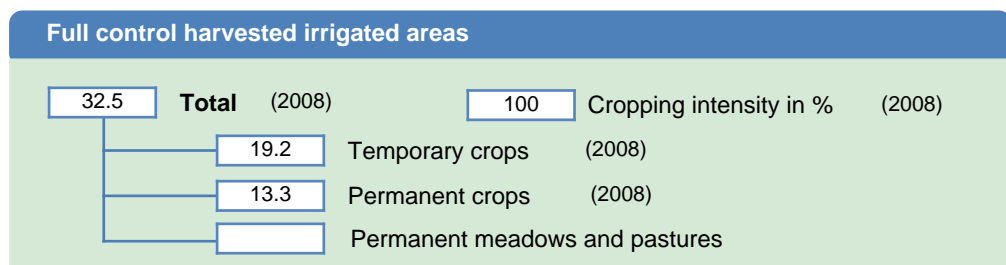 Full control harvested irrigated areas
32.5 Total (2008) 100 Cropping intensity in % (2008)
19.2 Temporary crops (2008)
13.3 Permanent crops (2008)
Permanent meadows and pastures